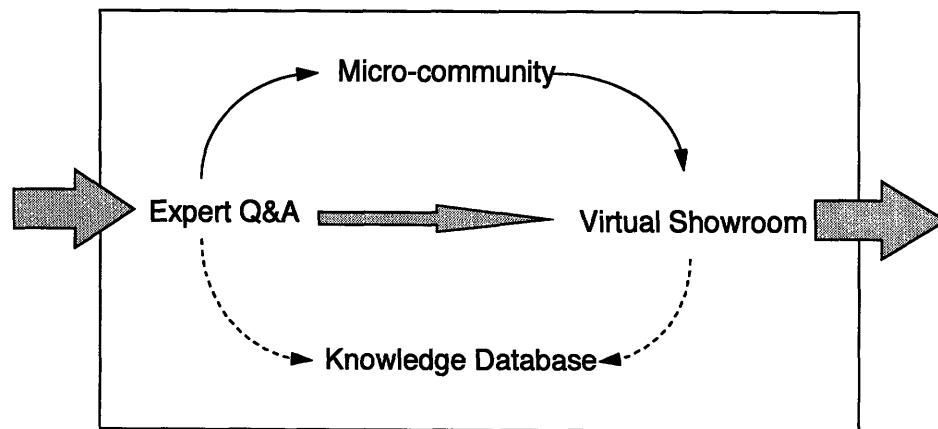 Micro-community
Expert Q&A
Virtual Showroom
Knowledge Database